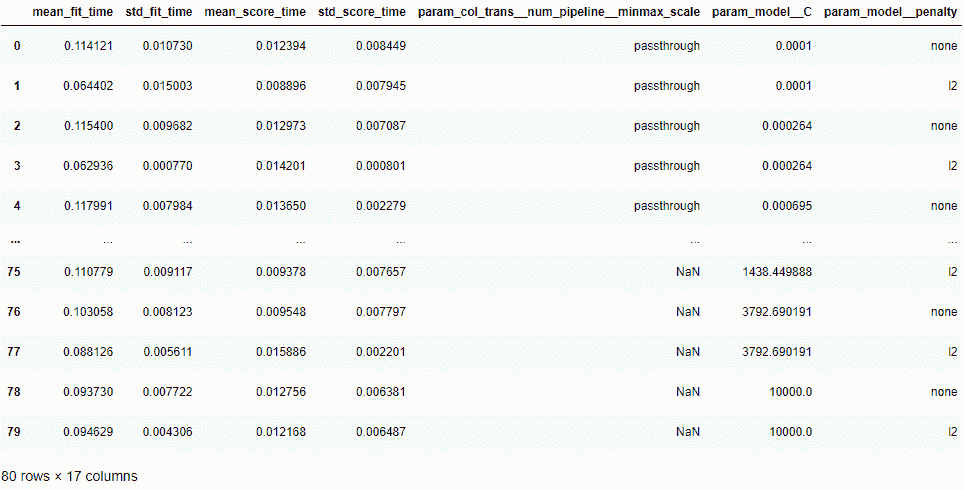 mean_fit_time std_fit_time mean_score_time std_score_time param_col_trans__num_pipeline__minmax_scale param_model__C param_model__penalty
0 0.114121 0.010730 0.012394 0.008449 passthrough 0.0001 none
1 0.064402 0.015003 0.008896 0.007945 passthrough 0.0001 l2
2 0.115400 0.009682 0.012973 0.007087 passthrough 0.000264 none
3 0.062936 0.000770 0.014201 0.000801 passthrough 0.000264 l2
4 0.117991 0.007984 0.013650 0.002279 passthrough 0.000695 none
... ... ... ... ... ... ... ...
75 0.110779 0.009117 0.009378 0.007657 NaN 1438.449888 l2
76 0.103058 0.008123 0.009548 0.007797 NaN 3792.690191 none
77 0.088126 0.005611 0.015886 0.002201 NaN 3792.690191 l2
78 0.093730 0.007722 0.012756 0.006381 NaN 10000.0 none
79 0.094629 0.004306 0.012168 0.006487 NaN 10000.0 l2
80 rows × 17 columns